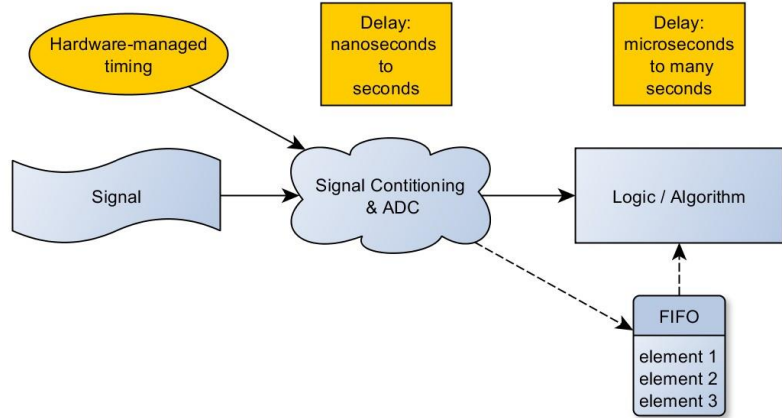 Hardware-managed
timing
Delay:
nanoseconds
to
seconds
Delay:
microseconds
to many
seconds
Signal
Signal Contitioning
& ADC
Logic / Algorithm
FIFO
element 1
element 2
element 3